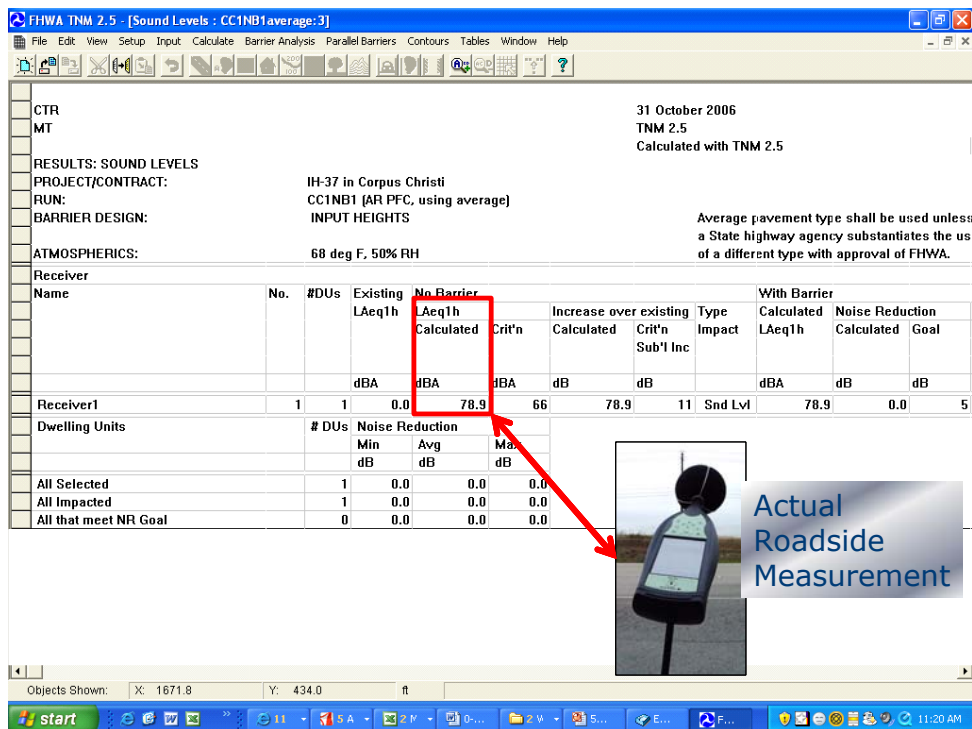 FHWA TNM 2.5 - [Sound Levels : CC1NB1average:3]
File Edit View Setup Input Calculate Barrier Analysis Parallel Barriers Contours Tables Window Help
CTR 31 October 2006
MT TNM 2.5
Calculated with TNM 2.5
RESULTS: SOUND LEVELS
PROJECT/CONTRACT: IH-37 in Corpus Christi
RUN: CC1NB1 (AR PFC, using average)
BARRIER DESIGN: INPUT HEIGHTS Average pavement type shall be used unless
a State highway agency substantiates the us
ATMOSPHERICS: 68 deg F, 50% RH of a different type with approval of FHWA.
Receiver
Name No. #DUs Existing No Barrier With Barrier
LAeq1h LAeq1h Increase over existing Type Calculated Noise Reduction
Calculated Crit'n Calculated Crit'n Impact LAeq1h Calculated Goal
Sub'l Inc
dBA dBA dBA dB dB dBA dB dB
Receiver1 1 1 0.0 78.9 66 78.9 11 Snd Lvl 78.9 0.0 5
Dwelling Units # DUs Noise Reduction
Min Avg Max
dB dB dB
All Selected 1 0.0 0.0 0.0
All Impacted 1 0.0 0.0 0.0
All that meet NR Goal 0 0.0 0.0 0.0
Actual
Roadside
Measurement
Objects Shown: X: 1671.8 Y: 434.0 ft
start 11 5 A 2 2 5... E... F... 11:20 AM